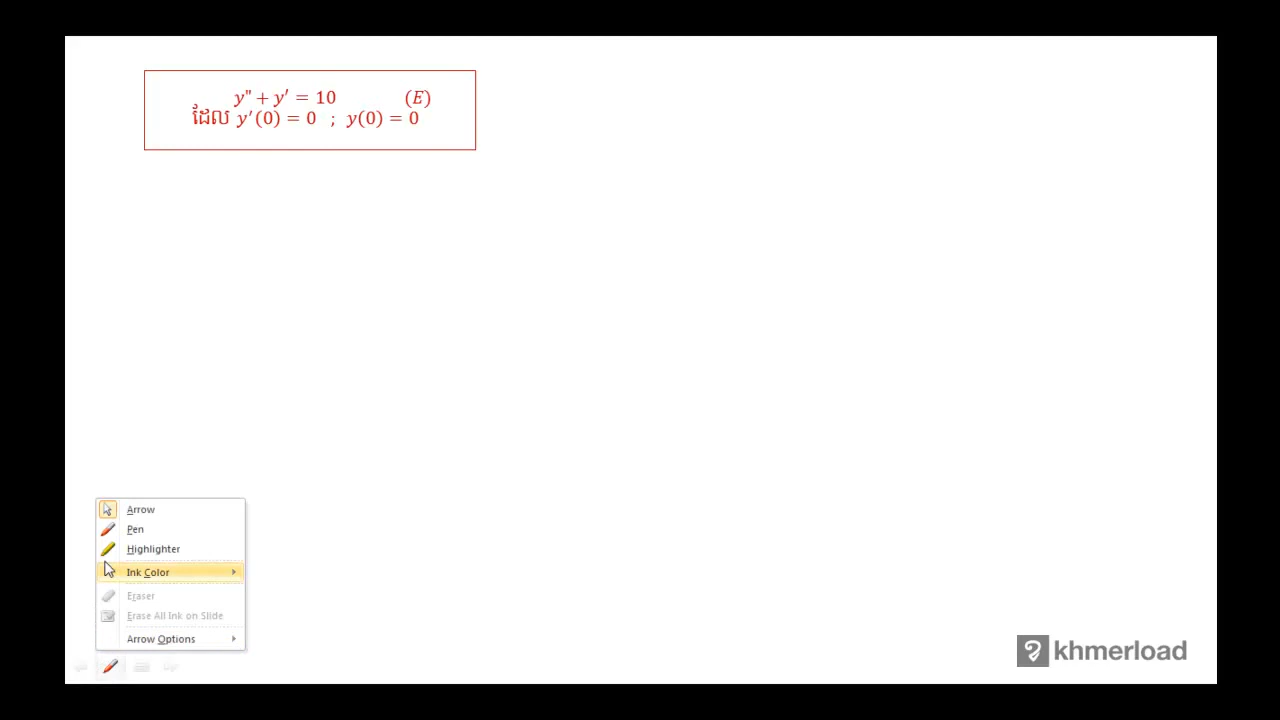 y" + y′ = 10 (E)
ដែល y′(0) = 0 ; y(0) = 0
Arrow
Pen
Highlighter
Ink Color
Eraser
Erase All Ink on Slide
Arrow Options
khmerload